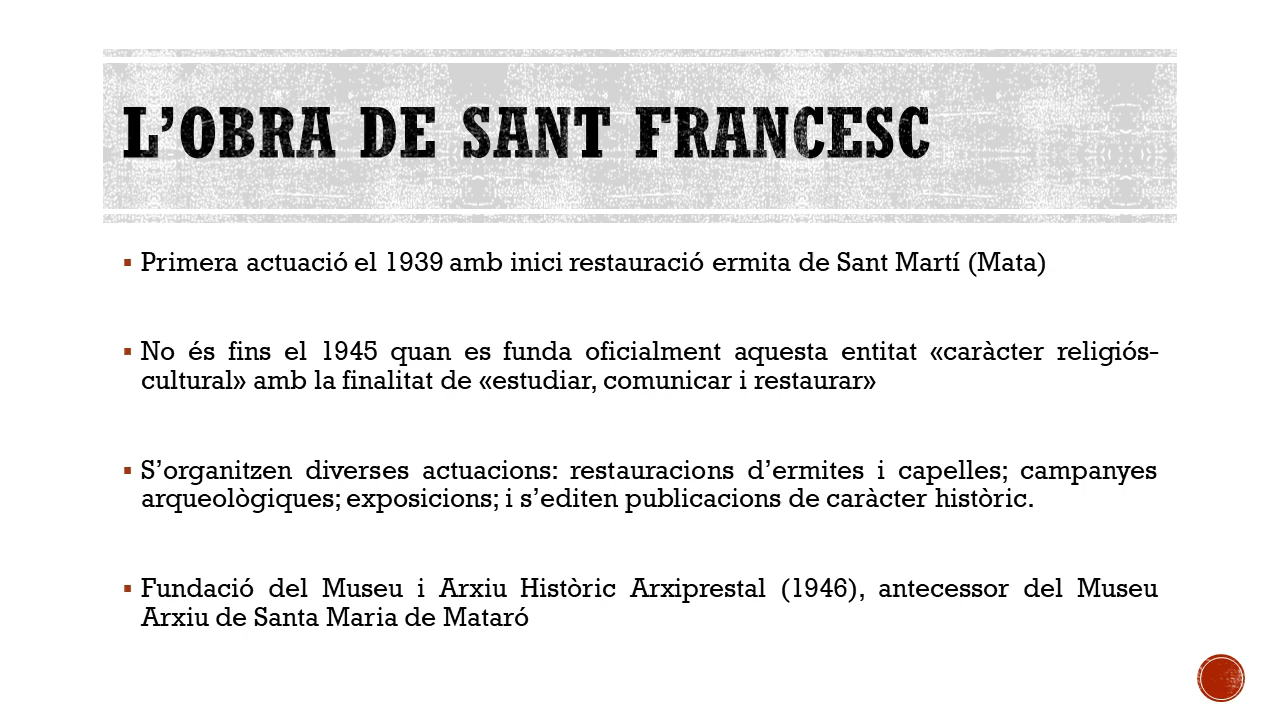 L’OBRA DE SANT FRANCESC
▪ Primera actuació el 1939 amb inici restauració ermita de Sant Martí (Mata)
▪ No és fins el 1945 quan es funda oficialment aquesta entitat «caràcter religiós-
cultural» amb la finalitat de «estudiar, comunicar i restaurar»
▪ S’organitzen diverses actuacions: restauracions d’ermites i capelles; campanyes
arqueològiques; exposicions; i s’editen publicacions de caràcter històric.
▪ Fundació del Museu i Arxiu Històric Arxiprestal (1946), antecessor del Museu
Arxiu de Santa Maria de Mataró